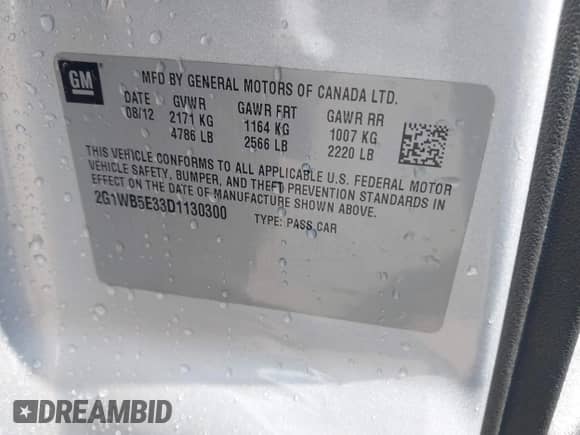 GM
MFD BY GENERAL MOTORS OF CANADA LTD.
DATE GVWR GAWR FRT GAWR RR
08/12 2171 KG 1164 KG 1007 KG
4786 LB 2566 LB 2220 LB
THIS VEHICLE CONFORMS TO ALL APPLICABLE U.S. FEDERAL MOTOR
VEHICLE SAFETY, BUMPER, AND THEFT PREVENTION STANDARDS IN
EFFECT ON THE DATE OF MANUFACTURE SHOWN ABOVE.
2G1WB5E33D1130300 TYPE: PASS CAR
DREAMBID